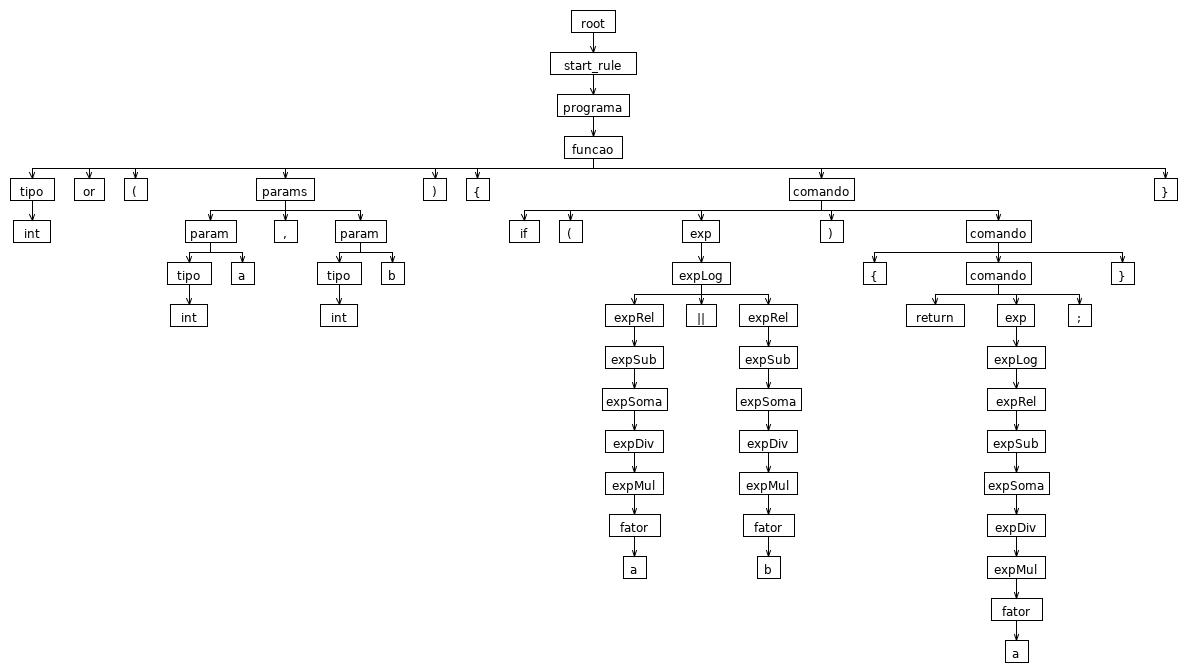 root
start_rule
programa
funcao
tipo or ( params ) { comando }
int param , param if ( exp ) comando
tipo a tipo b expLog { comando }
int int expRel || expRel return exp ;
expSub expSub expLog
expSoma expSoma expRel
expDiv expDiv expSub
expMul expMul expSoma
fator fator expDiv
a b expMul
fator
a